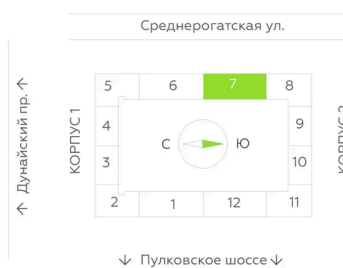 Среднерогатская ул.
← Дунайский пр. →
КОРПУС 1
5 6 7 8
4 9
С Ю
3 10
2 1 12 11
↓ Пулковское шоссе ↓